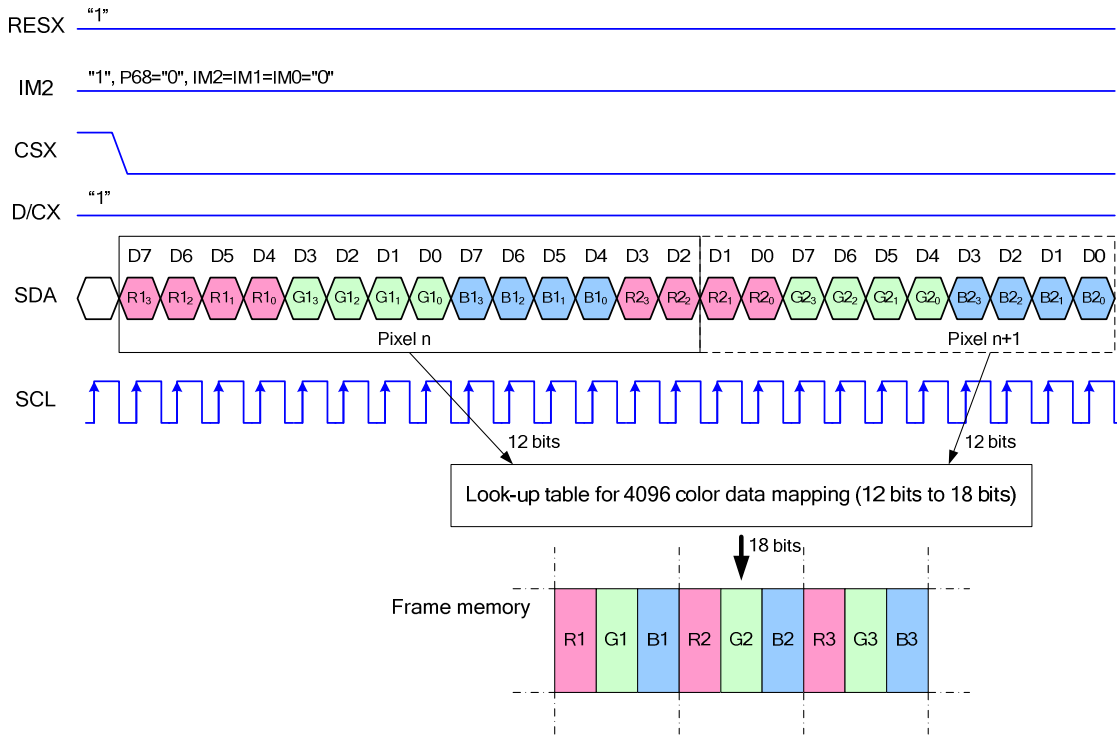 RESX “1”
IM2 "1", P68="0", IM2=IM1=IM0="0"
CSX
D/CX “1”
D7 D6 D5 D4 D3 D2 D1 D0 D7 D6 D5 D4 D3 D2 D1 D0 D7 D6 D5 D4 D3 D2 D1 D0
SDA R1₃ R1₂ R1₁ R1₀ G1₃ G1₂ G1₁ G1₀ B1₃ B1₂ B1₁ B1₀ R2₃ R2₂ R2₁ R2₀ G2₃ G2₂ G2₁ G2₀ B2₃ B2₂ B2₁ B2₀
Pixel n Pixel n+1
SCL
12 bits 12 bits
Look-up table for 4096 color data mapping (12 bits to 18 bits)
18 bits
Frame memory
R1 G1 B1 R2 G2 B2 R3 G3 B3